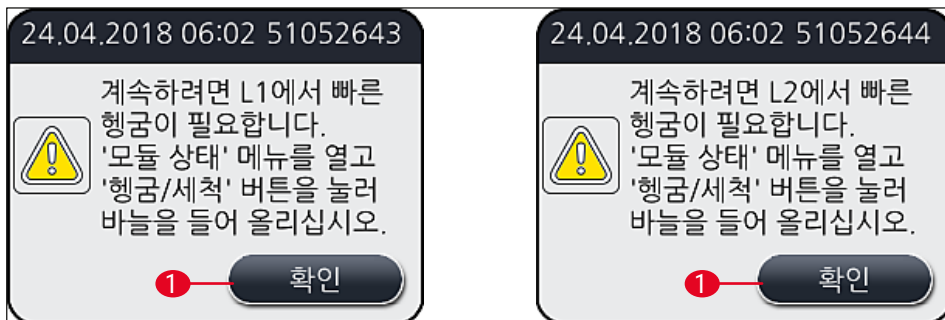 24.04.2018 06:02 51052643
계속하려면 L1에서 빠른
헹굼이 필요합니다.
'모듈 상태' 메뉴를 열고
'헹굼/세척' 버튼을 눌러
바늘을 들어 올리십시오.
1
확인
24.04.2018 06:02 51052644
계속하려면 L2에서 빠른
헹굼이 필요합니다.
'모듈 상태' 메뉴를 열고
'헹굼/세척' 버튼을 눌러
바늘을 들어 올리십시오.
1
확인